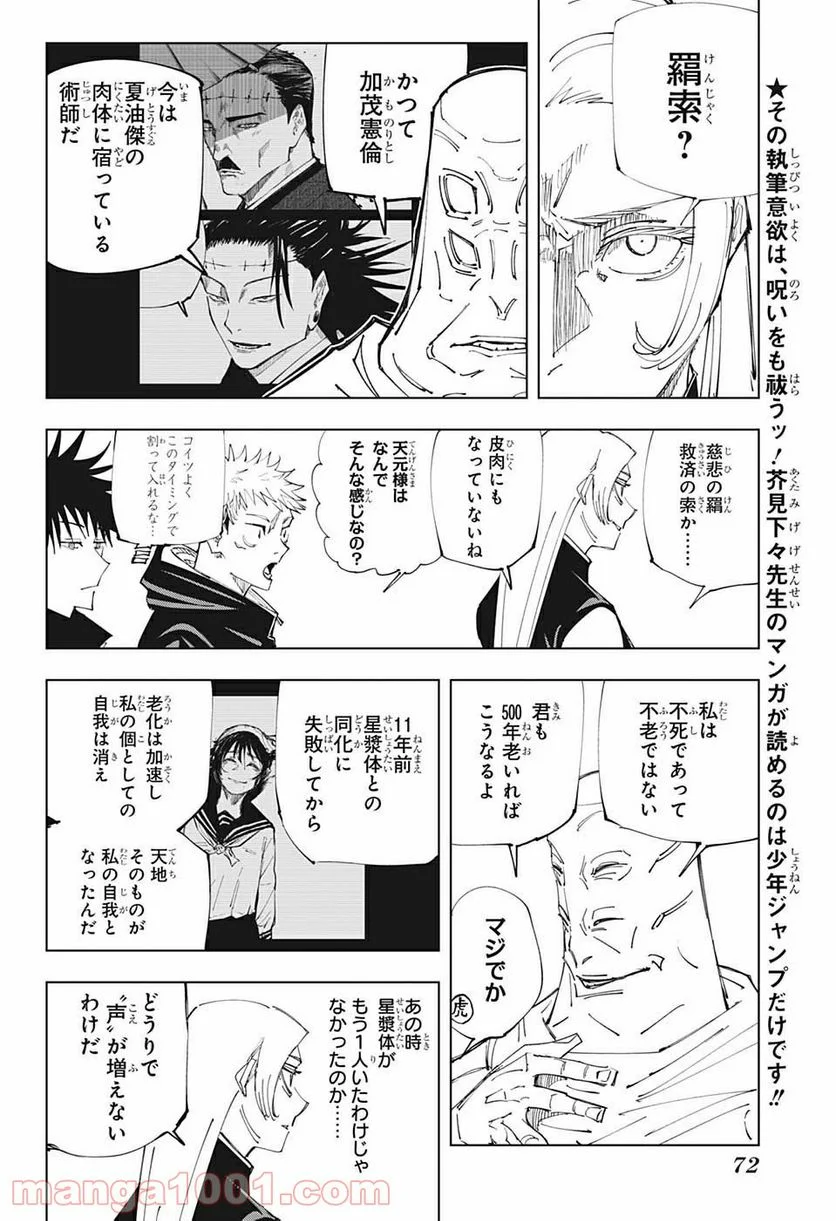 ★その執筆意欲は、呪いをも祓うッ！芥見下々先生のマンガが読めるのは少年ジャンプだけです!!
羂索？
かつて
加茂憲倫
今は
夏油傑の
肉体に宿っている
術師だ
慈悲の羂
救済の索か……
皮肉にも
なっていないね
天元様は
なんで
そんな感じなの？
コイツよく
このタイミングで
割って入れるな…
私は
不死であって
不老ではない
君も
500年老いれば
こうなるよ
マジでか
虎
11年前
星漿体との
同化に
失敗してから
老化は加速し
私の個としての
自我は消え
天地
そのものが
私の自我と
なったんだ
あの時
星漿体が
もう1人いたわけじゃ
なかったのか……
どうりで
〝声〟が増えない
わけだ
72
manga1001.com